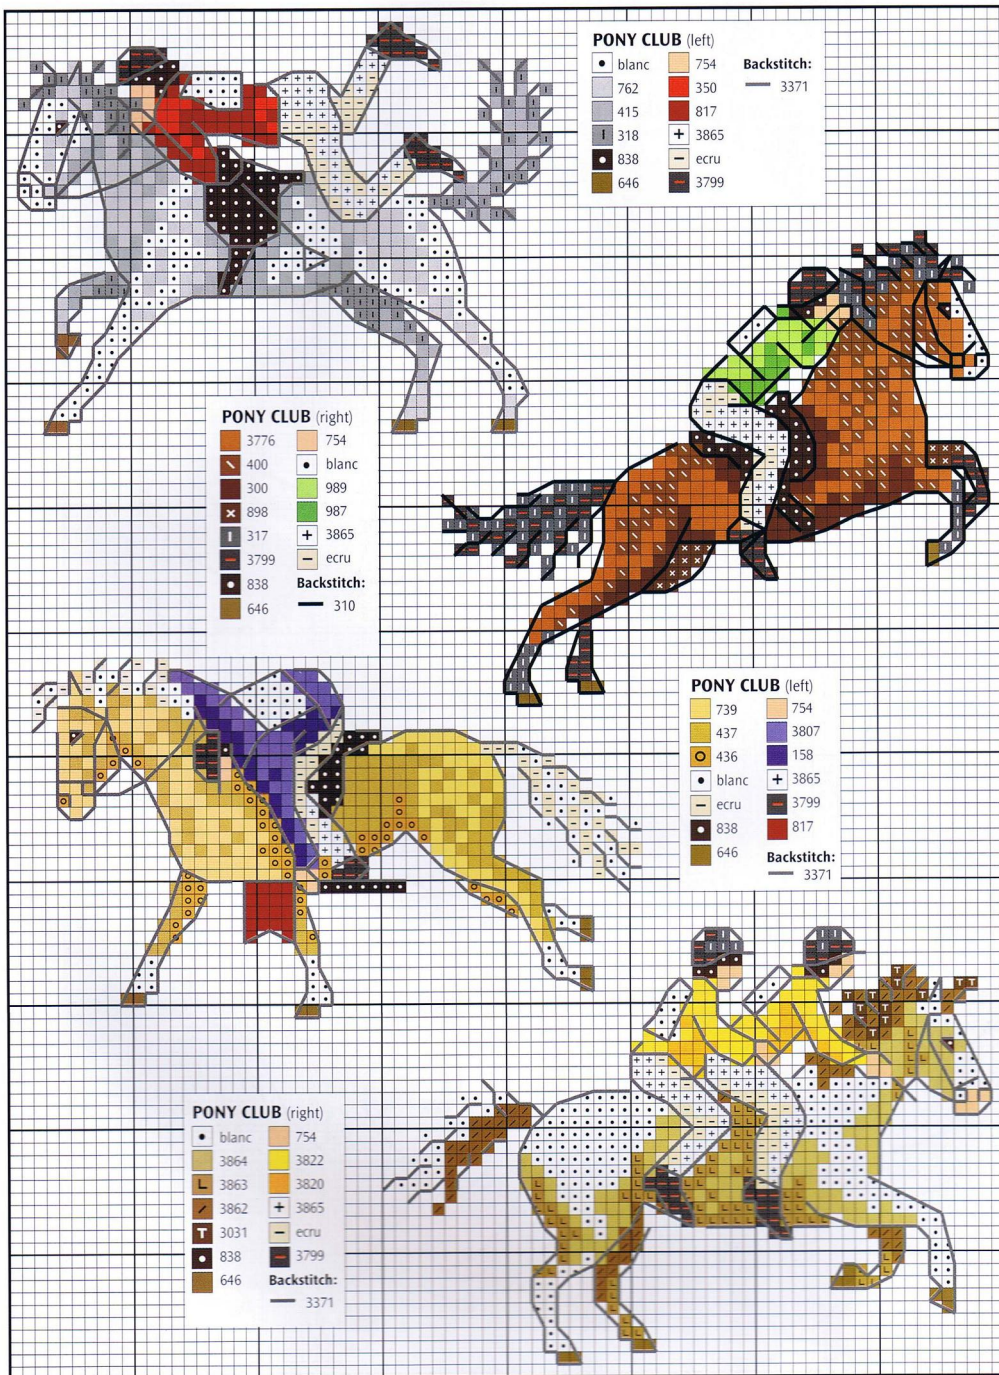 PONY CLUB (left)
blanc 754 Backstitch:
762 350 3371
415 817
318 3865
838 ecru
646 3799
PONY CLUB (right)
3776 754
400 blanc
300 989
898 987
317 3865
3799 ecru
838 Backstitch:
646 310
PONY CLUB (left)
739 754
437 3807
436 158
blanc 3865
ecru 3799
838 817
646 Backstitch:
3371
PONY CLUB (right)
blanc 754
3864 3822
3863 3820
3862 3865
3031 ecru
838 3799
646 Backstitch:
3371